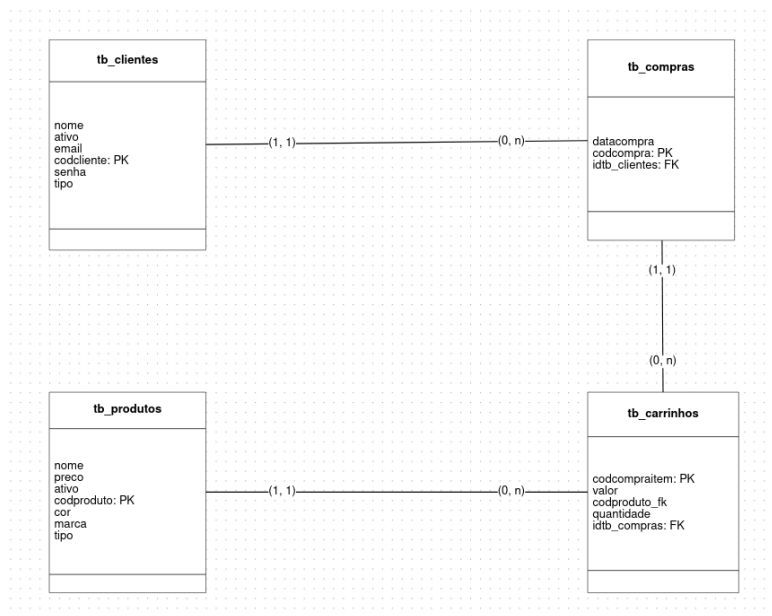 tb_clientes
nome
ativo
email
codcliente: PK
senha
tipo
(1, 1)
(0, n)
tb_compras
datacompra
codcompra: PK
idtb_clientes: FK
(1, 1)
(0, n)
tb_produtos
nome
preco
ativo
codproduto: PK
cor
marca
tipo
(1, 1)
(0, n)
tb_carrinhos
codcompraitem: PK
valor
codproduto_fk
quantidade
idtb_compras: FK